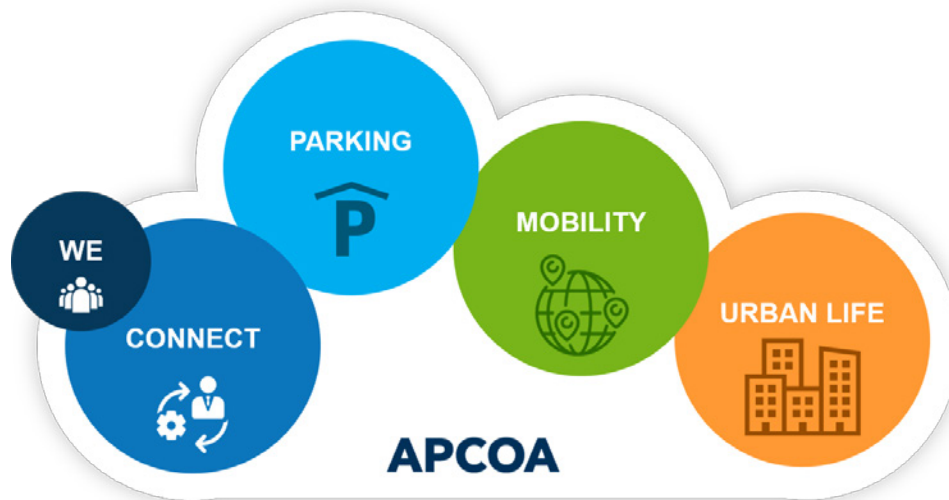 WE
CONNECT
PARKING
P
MOBILITY
URBAN LIFE
APCOA